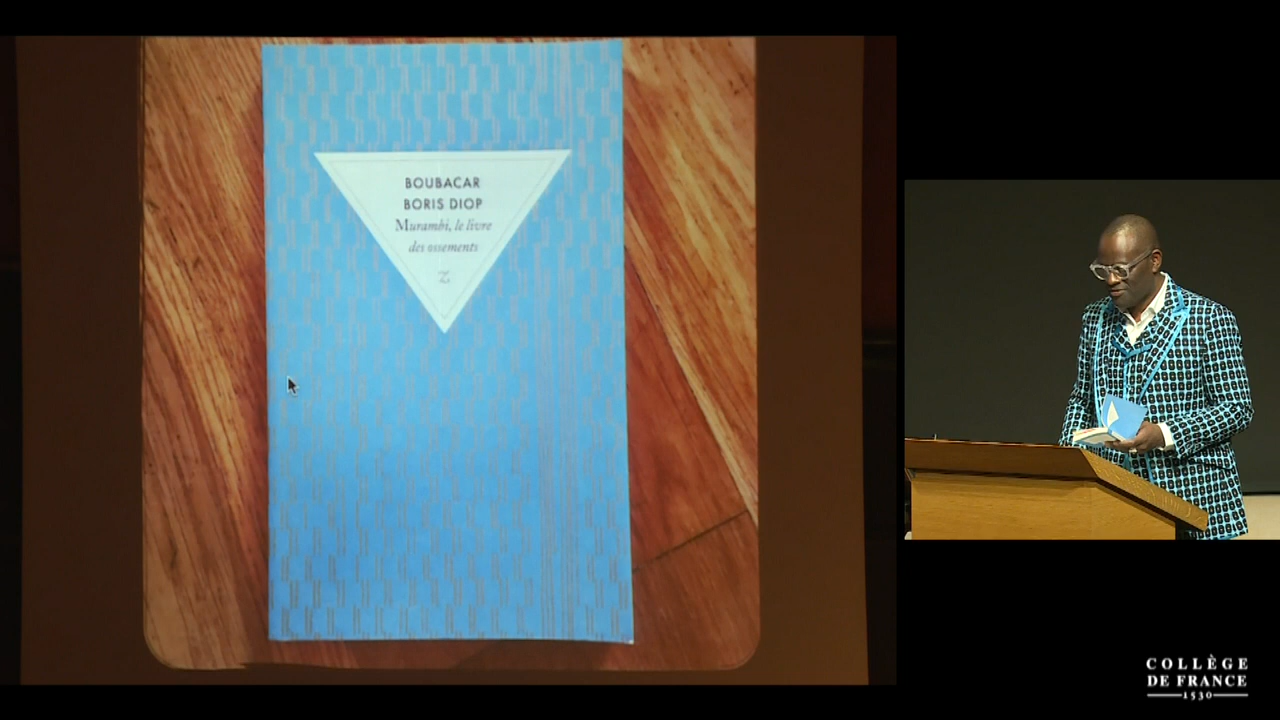 BOUBACAR
BORIS DIOP
Murambi, le livre
des ossements
Z
COLLÈGE
DE FRANCE
1530